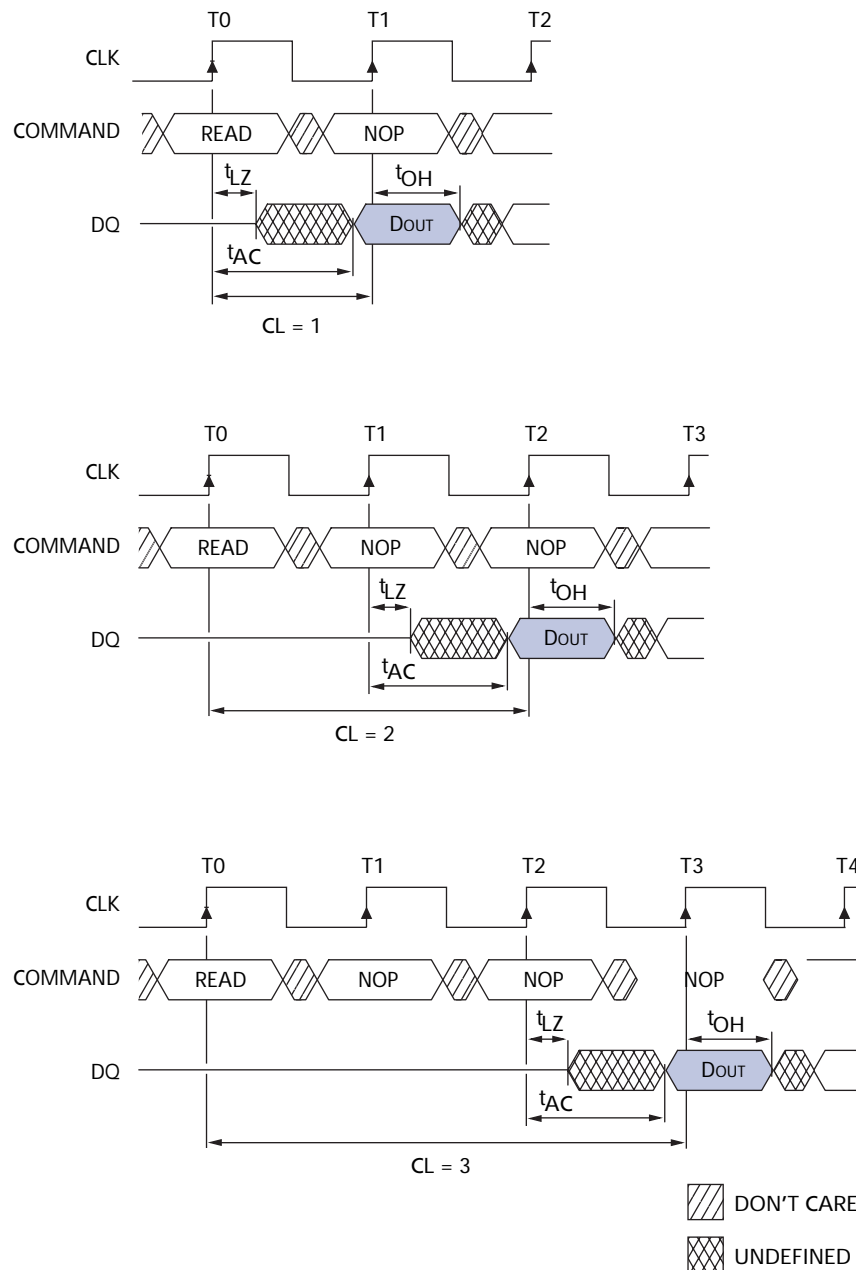 T0 T1 T2
CLK
COMMAND READ NOP
tLZ tOH
DQ DOUT
tAC
CL = 1
T0 T1 T2 T3
CLK
COMMAND READ NOP NOP
tLZ tOH
DQ DOUT
tAC
CL = 2
T0 T1 T2 T3 T4
CLK
COMMAND READ NOP NOP NOP
tLZ tOH
DQ DOUT
tAC
CL = 3
DON'T CARE
UNDEFINED